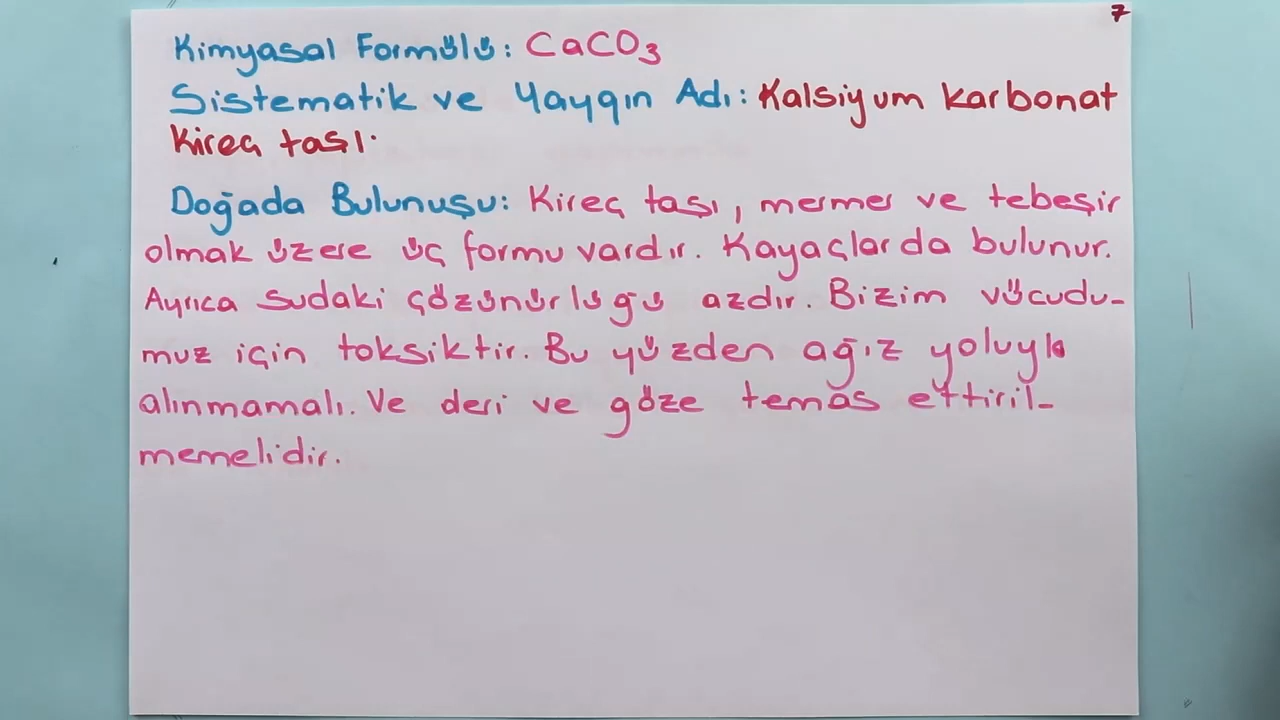 7
Kimyasal Formülü: CaCO3
Sistematik ve Yaygın Adı: Kalsiyum karbonat
Kireç taşı.
Doğada Bulunuşu: Kireç taşı, mermer ve tebeşir
olmak üzere üç formu vardır. Kayaçlarda bulunur.
Ayrıca sudaki çözünürlüğü azdır. Bizim vücudu-
muz için toksiktir. Bu yüzden ağız yoluyla
alınmamalı. Ve deri ve göze temas ettiril-
memelidir.